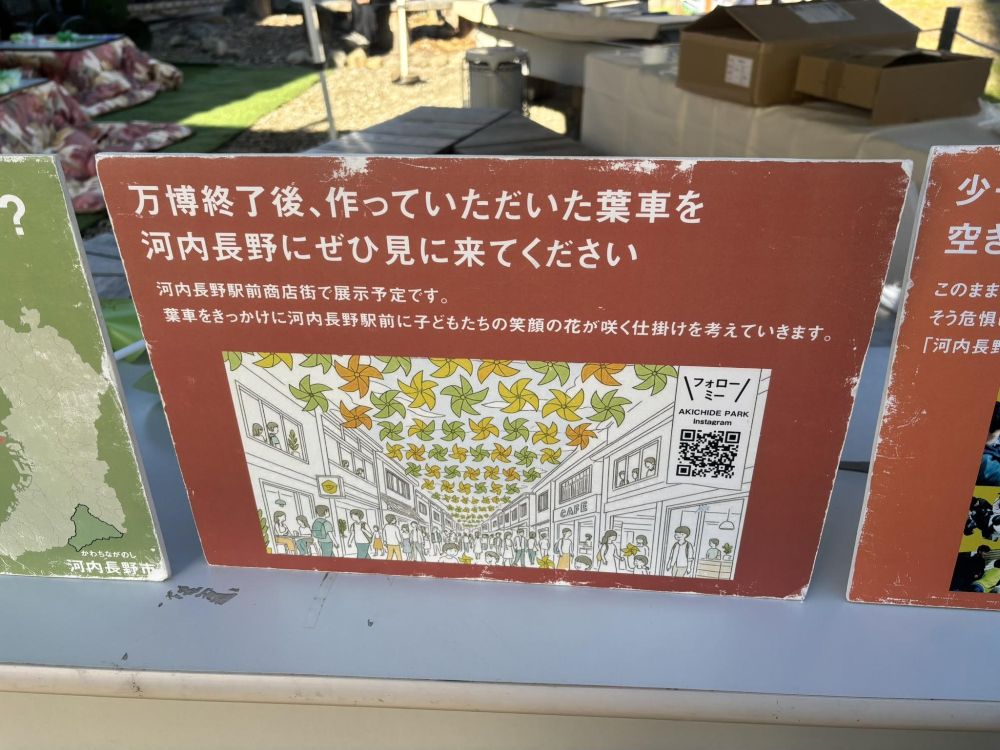 ?
かわちながのし
河内長野市
万博終了後、作っていただいた葉車を
河内長野にぜひ見に来てください
河内長野駅前商店街で展示予定です。
葉車をきっかけに河内長野駅前に子どもたちの笑顔の花が咲く仕掛けを考えていきます。
フォロー
ミー
AKICHIDE PARK
Instagram
CAFE
少
空き
このまま
そう危惧
「河内長野